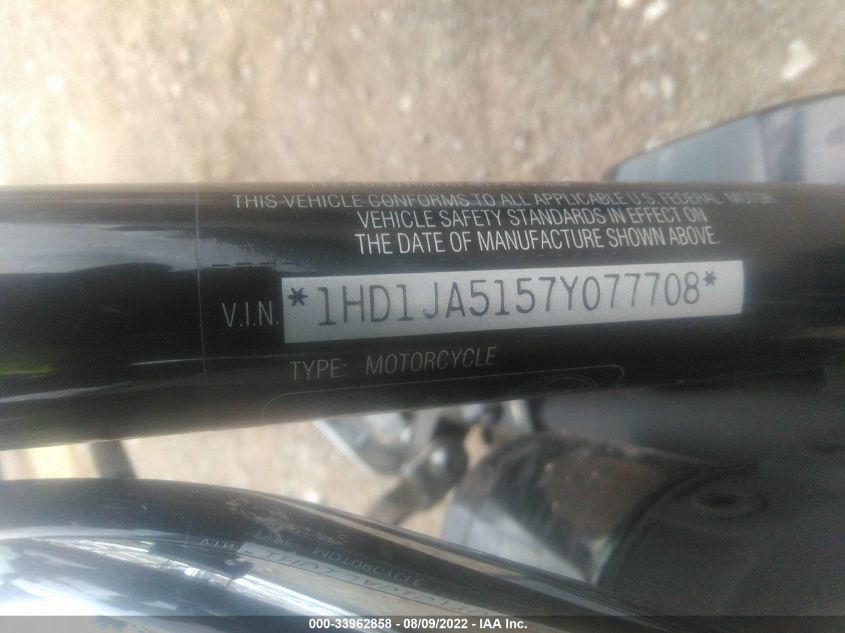 THIS VEHICLE CONFORMS TO ALL APPLICABLE U.S. FEDERAL MOTOR
VEHICLE SAFETY STANDARDS IN EFFECT ON
THE DATE OF MANUFACTURE SHOWN ABOVE.
V.I.N. *1HD1JA5157Y077708*
TYPE: MOTORCYCLE
000-33962858 - 08/09/2022 - IAA Inc.